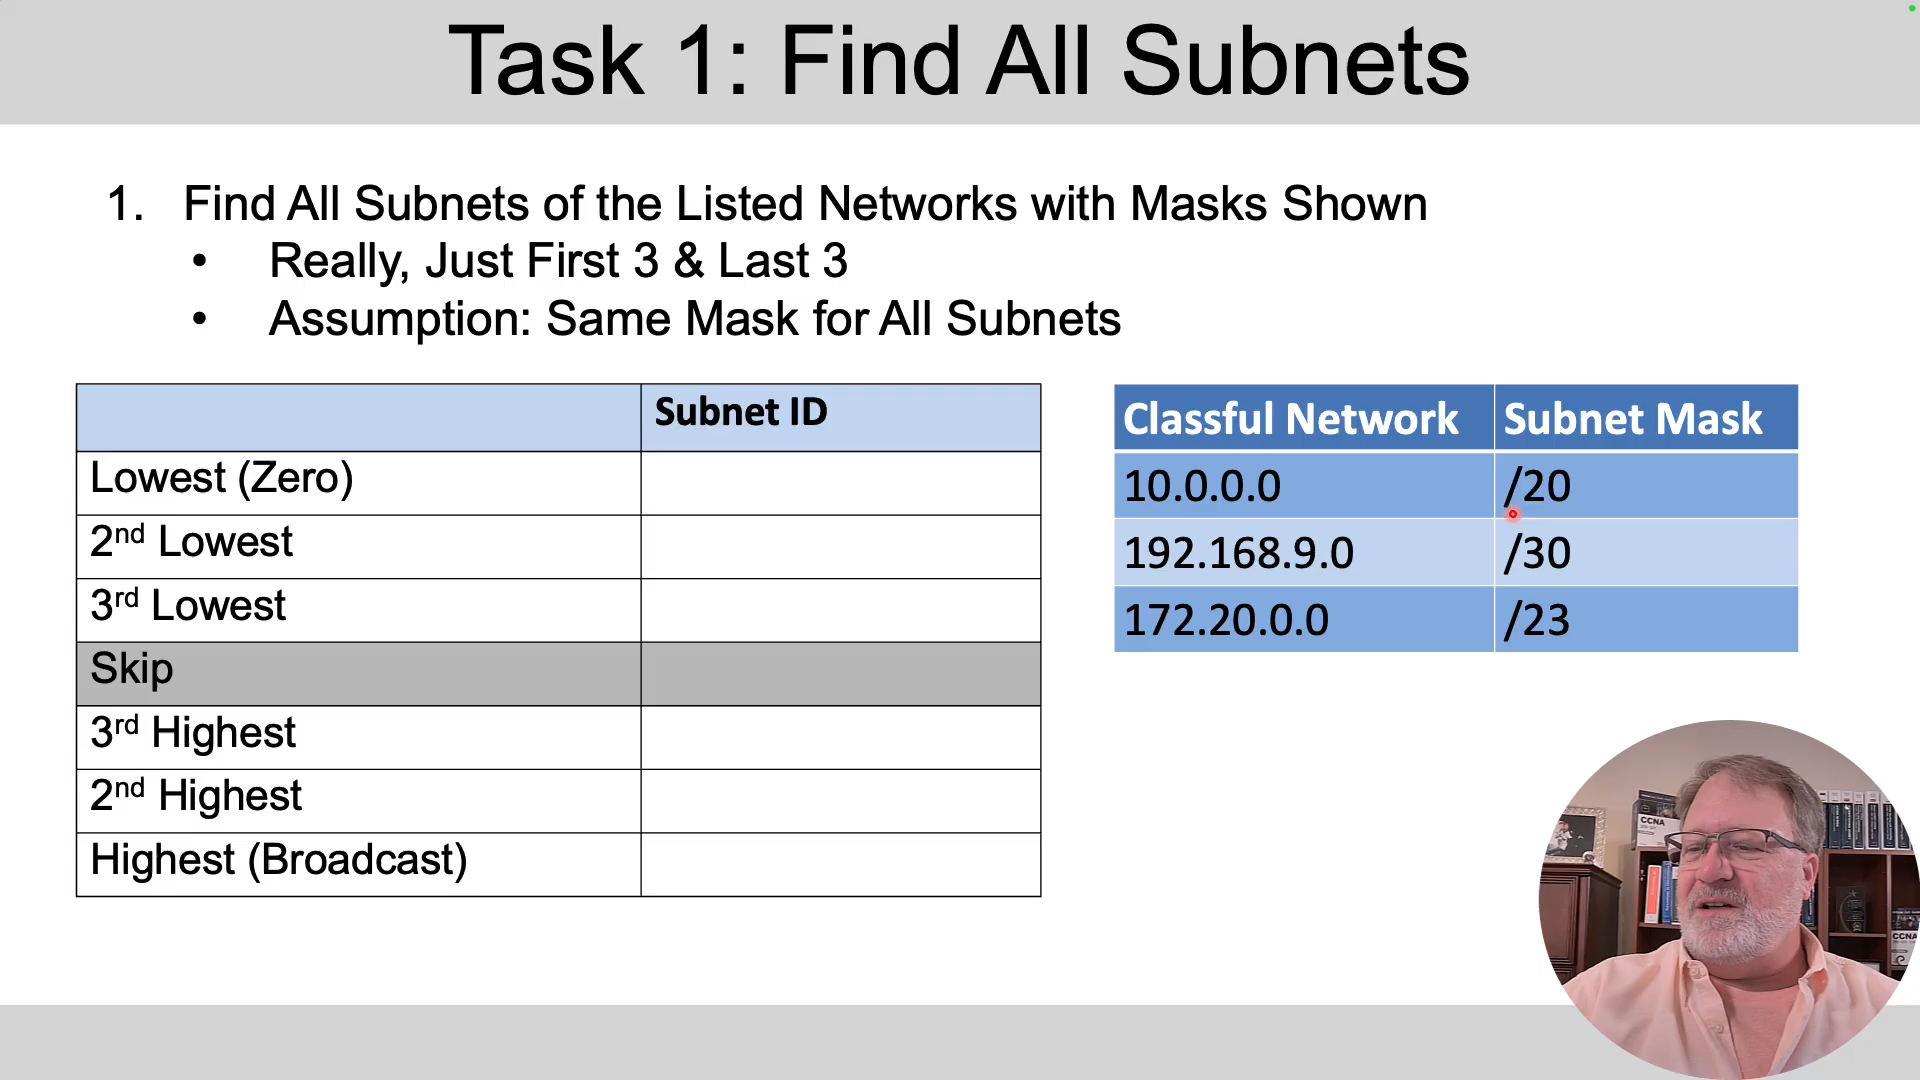 Task 1: Find All Subnets
1. Find All Subnets of the Listed Networks with Masks Shown
• Really, Just First 3 & Last 3
• Assumption: Same Mask for All Subnets
Subnet ID
Lowest (Zero)
2nd Lowest
3rd Lowest
Skip
3rd Highest
2nd Highest
Highest (Broadcast)
Classful Network Subnet Mask
10.0.0.0 /20
192.168.9.0 /30
172.20.0.0 /23
CCNA
CCNA